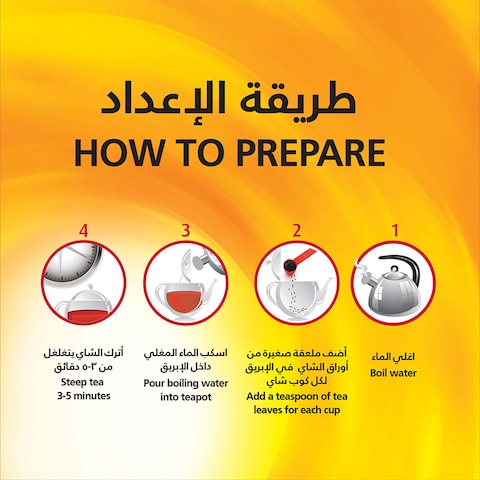 طريقة الإعداد
HOW TO PREPARE
1
اغلي الماء
Boil water
2
أضف ملعقة صغيرة من
أوراق الشاي في الإبريق
لكل كوب شاي
Add a teaspoon of tea
leaves for each cup
3
اسكب الماء المغلي
داخل الإبريق
Pour boiling water
into teapot
4
أترك الشاي يتغلغل
من ٣-٥ دقائق
Steep tea
3-5 minutes